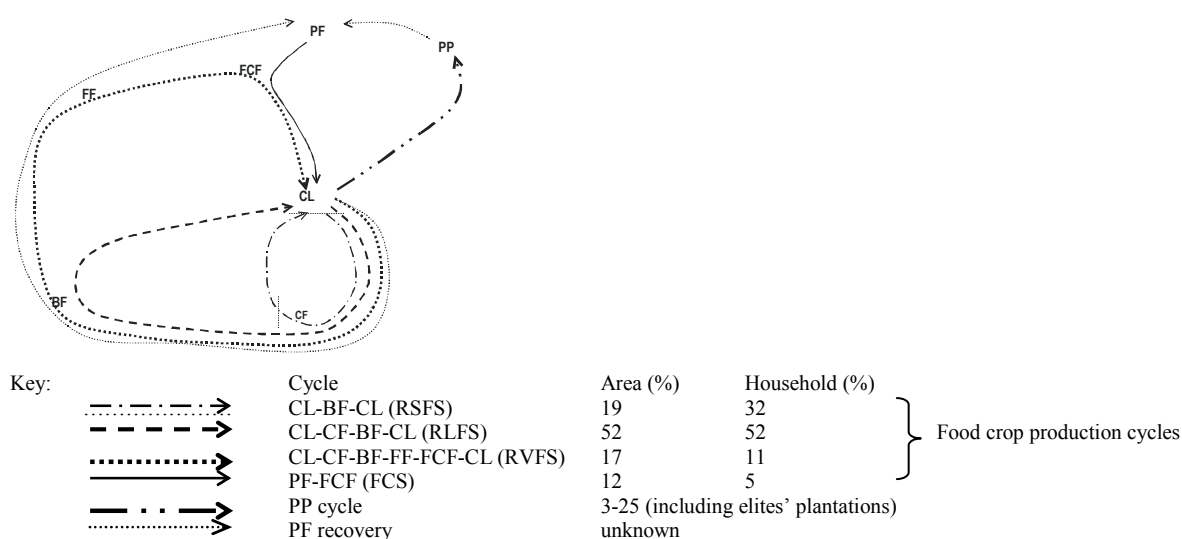 PF
PP
FCF
FF
CL
BF
CF
Key: Cycle Area (%) Household (%)
CL-BF-CL (RSFS) 19 32
CL-CF-BF-CL (RLFS) 52 52
Food crop production cycles
CL-CF-BF-FF-FCF-CL (RVFS) 17 11
PF-FCF (FCS) 12 5
PP cycle 3-25 (including elites’ plantations)
PF recovery unknown